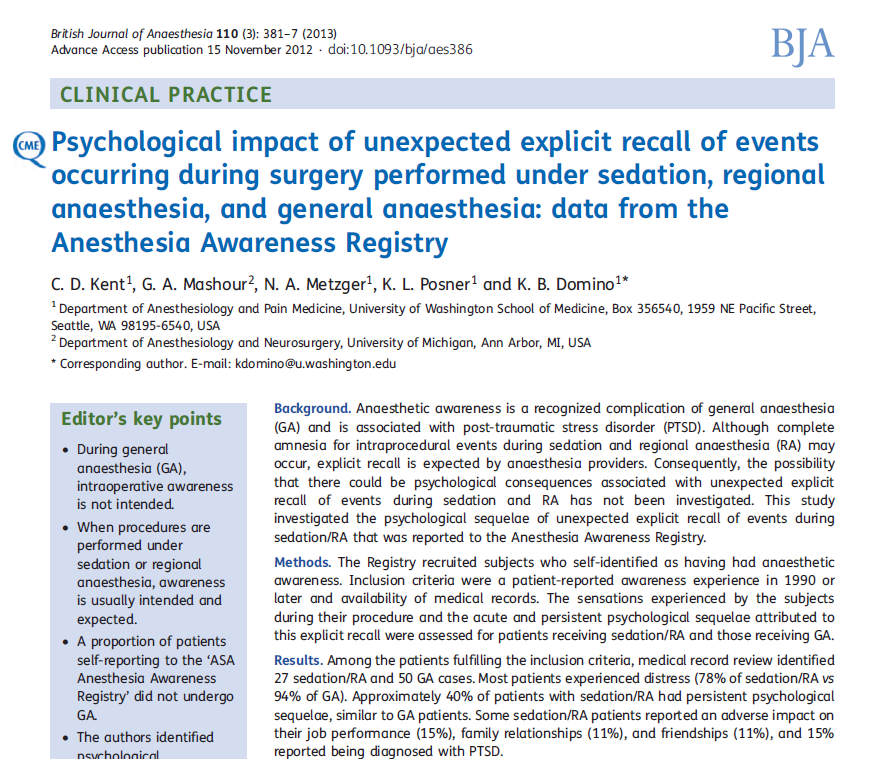 British Journal of Anaesthesia 110 (3): 381–7 (2013)
Advance Access publication 15 November 2012 · doi:10.1093/bja/aes386
BJA
CLINICAL PRACTICE
CME
Psychological impact of unexpected explicit recall of events
occurring during surgery performed under sedation, regional
anaesthesia, and general anaesthesia: data from the
Anesthesia Awareness Registry
C. D. Kent1, G. A. Mashour2, N. A. Metzger1, K. L. Posner1 and K. B. Domino1*
1 Department of Anesthesiology and Pain Medicine, University of Washington School of Medicine, Box 356540, 1959 NE Pacific Street,
Seattle, WA 98195-6540, USA
2 Department of Anesthesiology and Neurosurgery, University of Michigan, Ann Arbor, MI, USA
* Corresponding author. E-mail: kdomino@u.washington.edu
Editor's key points
• During general
anaesthesia (GA),
intraoperative awareness
is not intended.
• When procedures are
performed under
sedation or regional
anaesthesia, awareness
is usually intended and
expected.
• A proportion of patients
self-reporting to the 'ASA
Anesthesia Awareness
Registry' did not undergo
GA.
• The authors identified
psychological
Background. Anaesthetic awareness is a recognized complication of general anaesthesia
(GA) and is associated with post-traumatic stress disorder (PTSD). Although complete
amnesia for intraprocedural events during sedation and regional anaesthesia (RA) may
occur, explicit recall is expected by anaesthesia providers. Consequently, the possibility
that there could be psychological consequences associated with unexpected explicit
recall of events during sedation and RA has not been investigated. This study
investigated the psychological sequelae of unexpected explicit recall of events during
sedation/RA that was reported to the Anesthesia Awareness Registry.
Methods. The Registry recruited subjects who self-identified as having had anaesthetic
awareness. Inclusion criteria were a patient-reported awareness experience in 1990 or
later and availability of medical records. The sensations experienced by the subjects
during their procedure and the acute and persistent psychological sequelae attributed to
this explicit recall were assessed for patients receiving sedation/RA and those receiving GA.
Results. Among the patients fulfilling the inclusion criteria, medical record review identified
27 sedation/RA and 50 GA cases. Most patients experienced distress (78% of sedation/RA vs
94% of GA). Approximately 40% of patients with sedation/RA had persistent psychological
sequelae, similar to GA patients. Some sedation/RA patients reported an adverse impact on
their job performance (15%), family relationships (11%), and friendships (11%), and 15%
reported being diagnosed with PTSD.